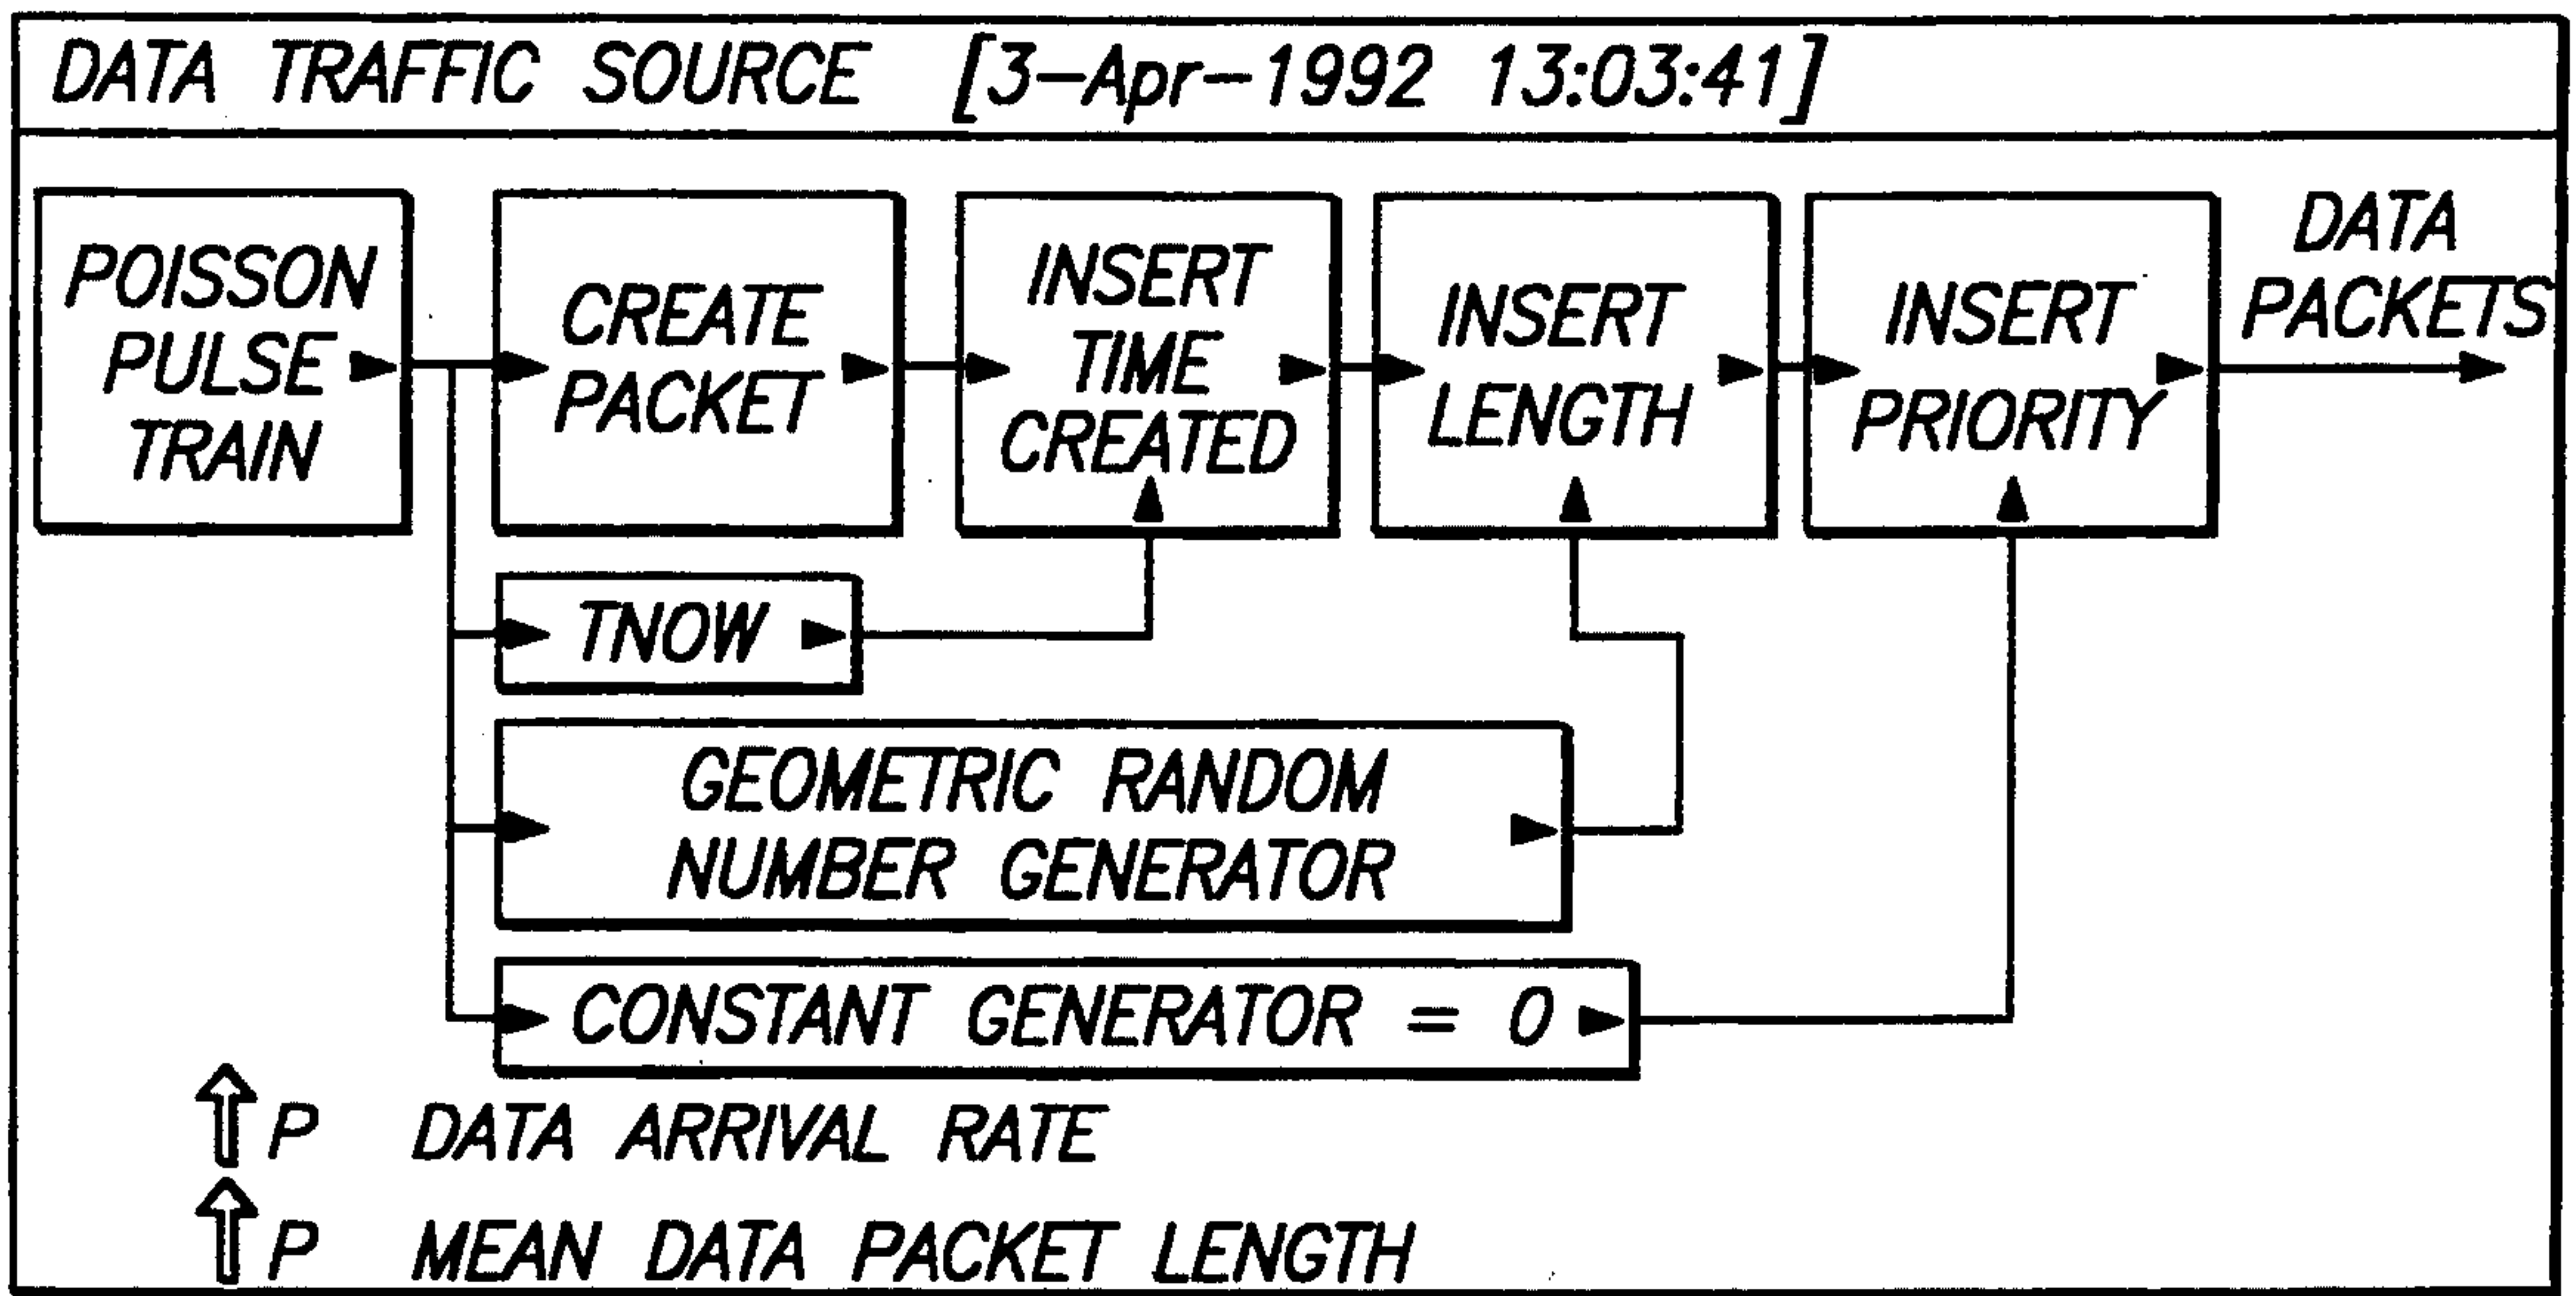 DATA TRAFFIC SOURCE [3-Apr-1992 13:03:41]
POISSON
PULSE
TRAIN
CREATE
PACKET
INSERT
TIME
CREATED
INSERT
LENGTH
INSERT
PRIORITY
DATA
PACKETS
TNOW
GEOMETRIC RANDOM
NUMBER GENERATOR
CONSTANT GENERATOR = 0
P DATA ARRIVAL RATE
P MEAN DATA PACKET LENGTH